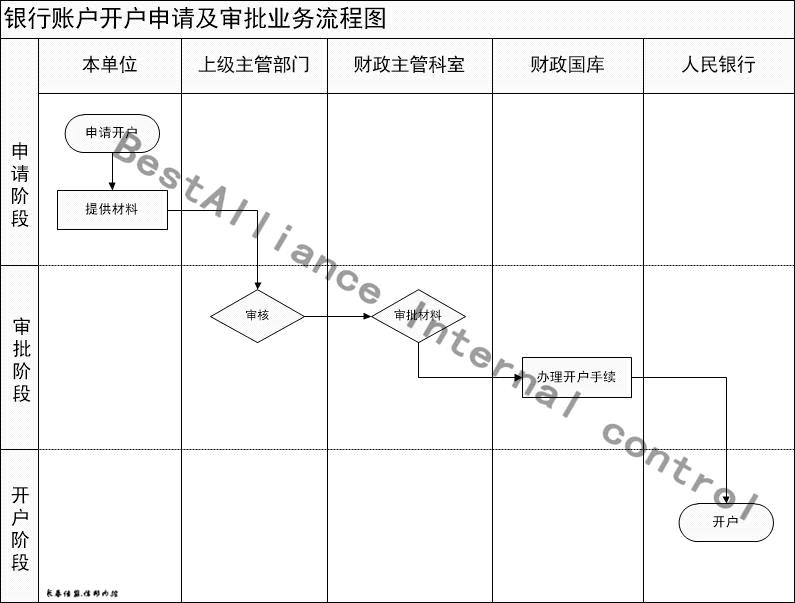 银行账户开户申请及审批业务流程图
本单位
上级主管部门
财政主管科室
财政国库
人民银行
申请阶段
申请开户
提供材料
审批阶段
审核
审批材料
办理开户手续
开户阶段
开户
BestAlliance Internal control